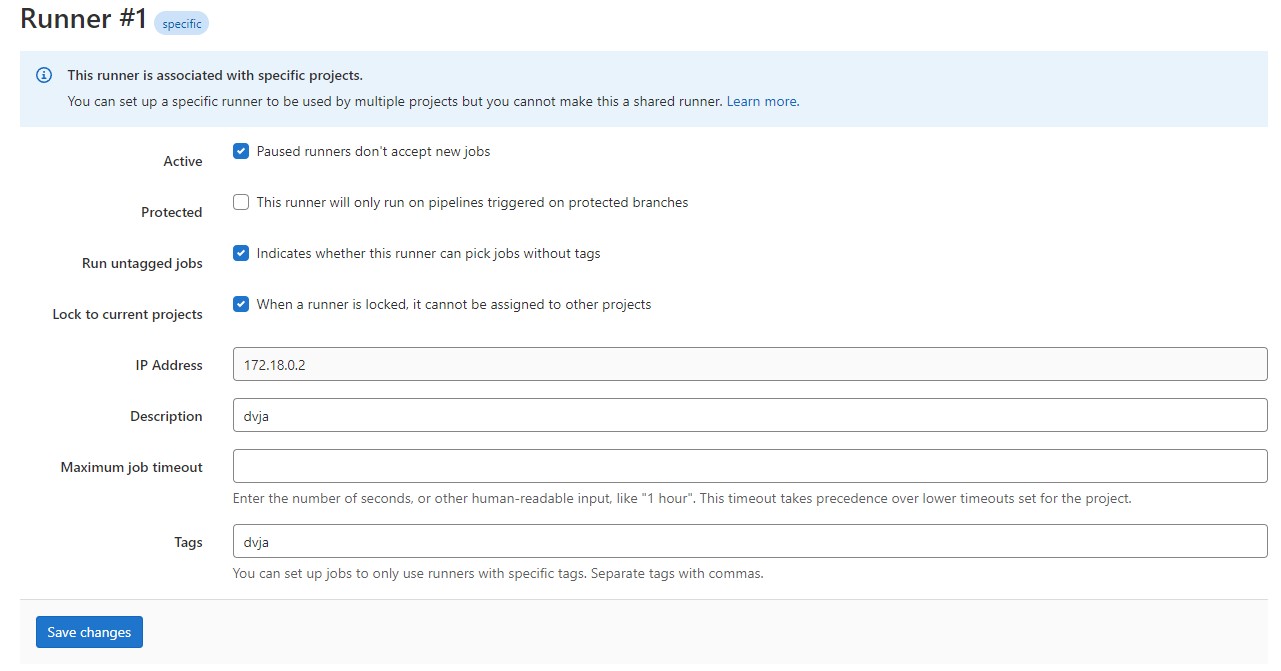 Runner #1 specific
This runner is associated with specific projects.
You can set up a specific runner to be used by multiple projects but you cannot make this a shared runner. Learn more.
Active
Paused runners don't accept new jobs
Protected
This runner will only run on pipelines triggered on protected branches
Run untagged jobs
Indicates whether this runner can pick jobs without tags
Lock to current projects
When a runner is locked, it cannot be assigned to other projects
IP Address
172.18.0.2
Description
dvja
Maximum job timeout
Enter the number of seconds, or other human-readable input, like "1 hour". This timeout takes precedence over lower timeouts set for the project.
Tags
dvja
You can set up jobs to only use runners with specific tags. Separate tags with commas.
Save changes